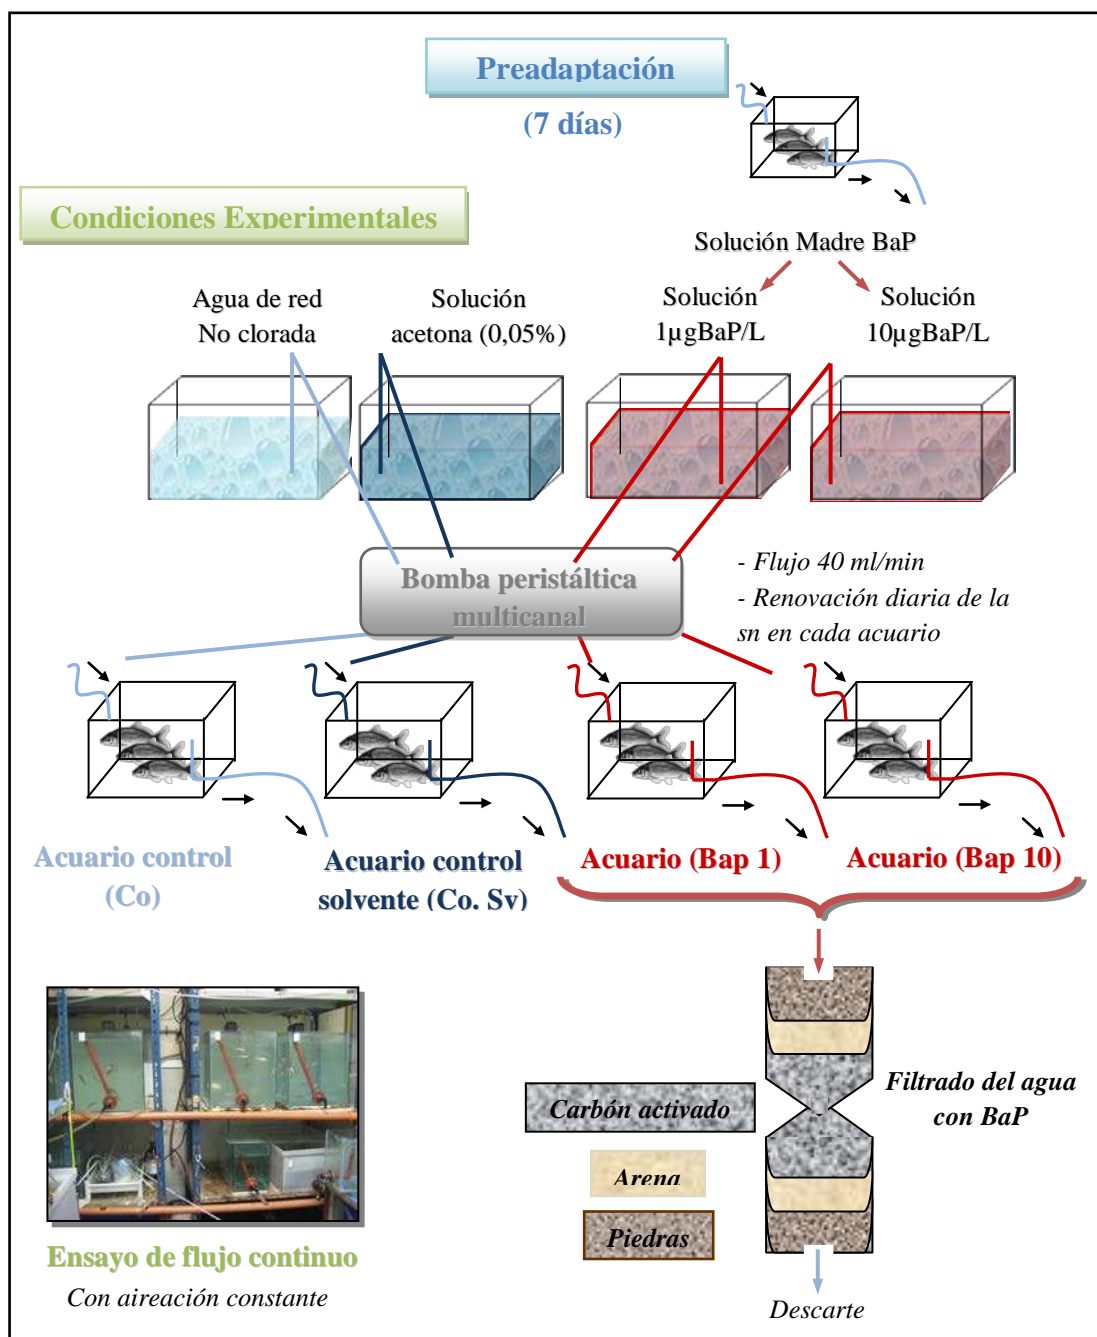 Preadaptación
(7 días)
Condiciones Experimentales
Solución Madre BaP
Agua de red
No clorada
Solución
acetona (0,05%)
Solución
1µgBaP/L
Solución
10µgBaP/L
Bomba peristáltica
multicanal
- Flujo 40 ml/min
- Renovación diaria de la
sn en cada acuario
Acuario control
(Co)
Acuario control
solvente (Co. Sv)
Acuario (Bap 1)
Acuario (Bap 10)
Filtrado del agua
con BaP
Carbón activado
Arena
Piedras
Ensayo de flujo continuo
Con aireación constante
Descarte